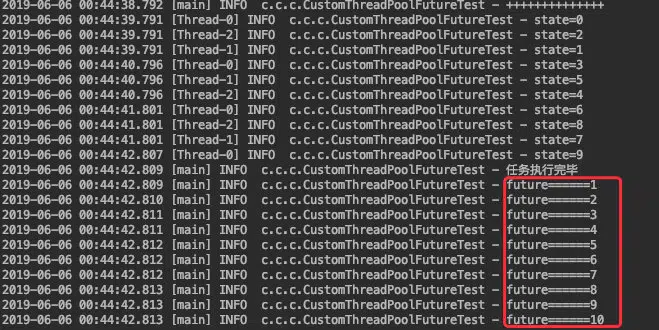 2019-06-06 00:44:38.792 [main] INFO  c.c.c.CustomThreadPoolFutureTest - ++++++++++++++
2019-06-06 00:44:39.791 [Thread-0] INFO  c.c.c.CustomThreadPoolFutureTest - state=0
2019-06-06 00:44:39.791 [Thread-2] INFO  c.c.c.CustomThreadPoolFutureTest - state=2
2019-06-06 00:44:39.791 [Thread-1] INFO  c.c.c.CustomThreadPoolFutureTest - state=1
2019-06-06 00:44:40.796 [Thread-0] INFO  c.c.c.CustomThreadPoolFutureTest - state=3
2019-06-06 00:44:40.796 [Thread-1] INFO  c.c.c.CustomThreadPoolFutureTest - state=5
2019-06-06 00:44:40.796 [Thread-2] INFO  c.c.c.CustomThreadPoolFutureTest - state=4
2019-06-06 00:44:41.801 [Thread-0] INFO  c.c.c.CustomThreadPoolFutureTest - state=6
2019-06-06 00:44:41.801 [Thread-2] INFO  c.c.c.CustomThreadPoolFutureTest - state=8
2019-06-06 00:44:41.801 [Thread-1] INFO  c.c.c.CustomThreadPoolFutureTest - state=7
2019-06-06 00:44:42.807 [Thread-0] INFO  c.c.c.CustomThreadPoolFutureTest - state=9
2019-06-06 00:44:42.809 [main] INFO  c.c.c.CustomThreadPoolFutureTest - 任务执行完毕
2019-06-06 00:44:42.809 [main] INFO  c.c.c.CustomThreadPoolFutureTest - future======1
2019-06-06 00:44:42.810 [main] INFO  c.c.c.CustomThreadPoolFutureTest - future======2
2019-06-06 00:44:42.811 [main] INFO  c.c.c.CustomThreadPoolFutureTest - future======3
2019-06-06 00:44:42.811 [main] INFO  c.c.c.CustomThreadPoolFutureTest - future======4
2019-06-06 00:44:42.812 [main] INFO  c.c.c.CustomThreadPoolFutureTest - future======5
2019-06-06 00:44:42.812 [main] INFO  c.c.c.CustomThreadPoolFutureTest - future======6
2019-06-06 00:44:42.812 [main] INFO  c.c.c.CustomThreadPoolFutureTest - future======7
2019-06-06 00:44:42.813 [main] INFO  c.c.c.CustomThreadPoolFutureTest - future======8
2019-06-06 00:44:42.813 [main] INFO  c.c.c.CustomThreadPoolFutureTest - future======9
2019-06-06 00:44:42.813 [main] INFO  c.c.c.CustomThreadPoolFutureTest - future======10